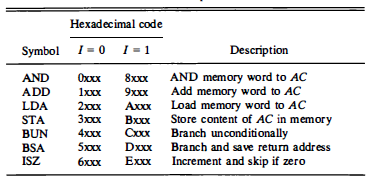 Hexadecimal code
Symbol I = 0 I = 1 Description
AND 0xxx 8xxx AND memory word to AC
ADD 1xxx 9xxx Add memory word to AC
LDA 2xxx Axxx Load memory word to AC
STA 3xxx Bxxx Store content of AC in memory
BUN 4xxx Cxxx Branch unconditionally
BSA 5xxx Dxxx Branch and save return address
ISZ 6xxx Exxx Increment and skip if zero